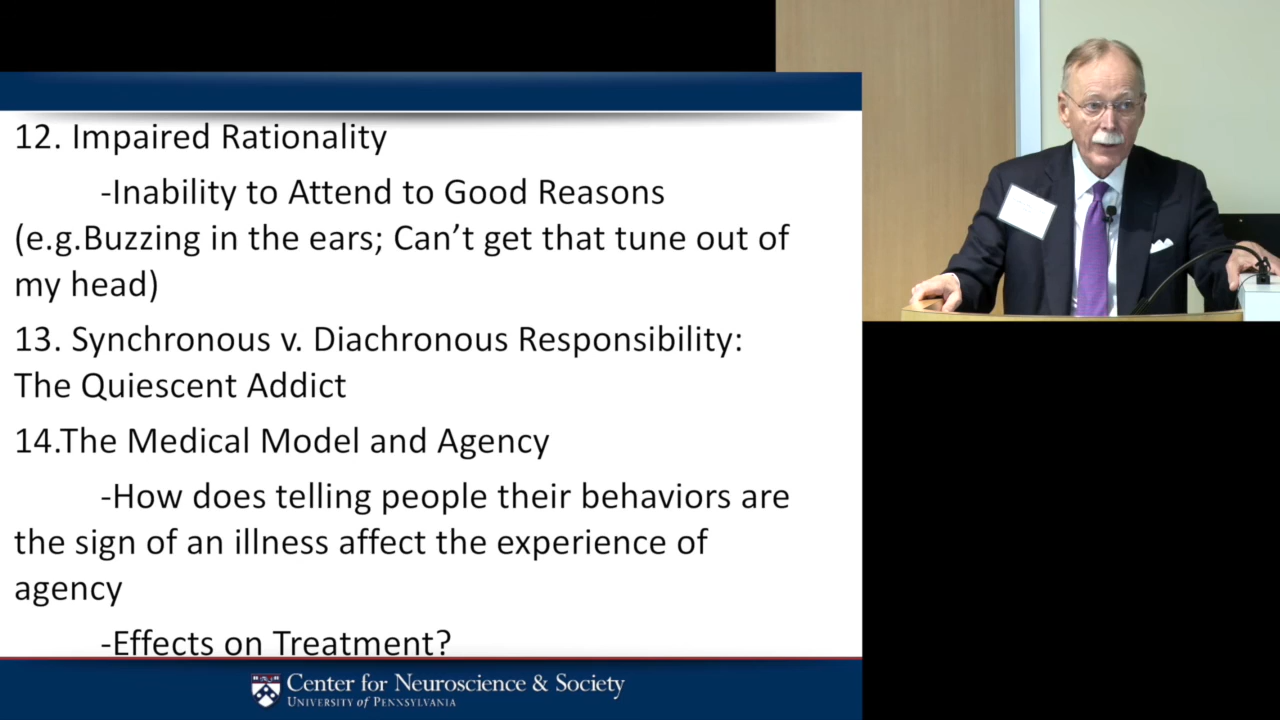 12. Impaired Rationality
-Inability to Attend to Good Reasons
(e.g.Buzzing in the ears; Can’t get that tune out of
my head)
13. Synchronous v. Diachronous Responsibility:
The Quiescent Addict
14.The Medical Model and Agency
-How does telling people their behaviors are
the sign of an illness affect the experience of
agency
-Effects on Treatment?
Center for Neuroscience & Society
UNIVERSITY OF PENNSYLVANIA